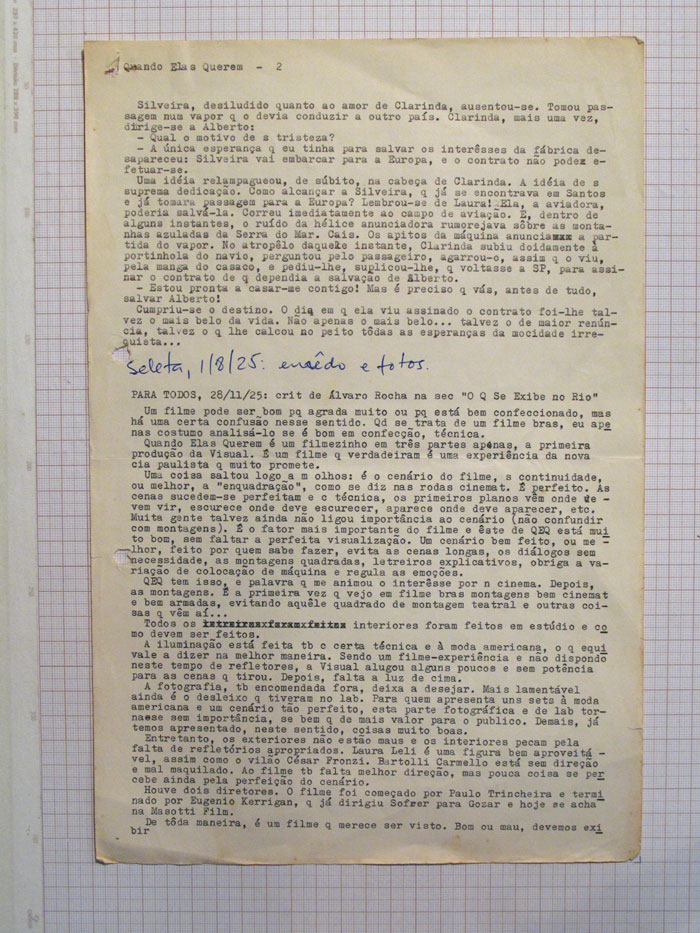 Quando Elas Querem - 2
Silveira, desiludido quanto ao amor de Clarinda, ausentou-se. Tomou pas-
sagem num vapor q o devia conduzir a outro país. Clarinda, mais uma vez,
dirige-se a Alberto:
- Qual o motivo de s tristeza?
- A única esperança q eu tinha para salvar os interêsses da fábrica de-
sapareceu: Silveira vai embarcar para a Europa, e o contrato não podex e-
fetuar-se.
Uma idéia relampagueou, de súbito, na cabeça de Clarinda. A idéia de s
suprema dedicação. Como alcançar a Silveira, q já se encontrava em Santos
e já tomara passagem para a Europa? Lembrou-se de Laura! Ela, a aviadora,
poderia salvá-la. Correu imediatamente ao campo de aviação. E, dentro de
alguns instantes, o ruído da hélice anunciadora rumorejava sôbre as monta-
nhas azuladas da Serra do Mar. Cais. Os apitos da máquina anunciaxxx a par-
tida do vapor. No atropêlo daquele instante, Clarinda subiu doidamente à
portinhola do navio, perguntou pelo passageiro, agarrou-o, assim q o viu,
pela manga do casaco, e pediu-lhe, suplicou-lhe, q voltasse a SP, para assi-
nar o contrato de q dependia a salvação de Alberto.
- Estou pronta a casar-me contigo! Mas é preciso q vás, antes de tudo,
salvar Alberto!
Cumpriu-se o destino. O dia em q ela viu assinado o contrato foi-lhe tal-
vez o mais belo da vida. Não apenas o mais belo... talvez o de maior renún-
cia, talvez o q lhe calcou no peito tôdas as esperanças da mocidade irre-
quieta...
Seleta, 1/8/25: enrêdo e fotos.
PARA TODOS, 28/11/25: crit de Álvaro Rocha na sec "O Q Se Exibe no Rio"
Um filme pode ser bom pq agrada muito ou pq está bem confeccionado, mas
há uma certa confusão nesse sentido. Qd se trata de um filme bras, eu ape
nas costumo analisá-lo se é bom em confecção, técnica.
Quando Elas Querem é um filmezinho em três partes apenas, a primeira
produção da Visual. É um filme q verdadeiram é uma experiência da nova
cia paulista q muito promete.
Uma coisa saltou logo a m olhos: é o cenário do filme, s continuidade,
ou melhor, a "enquadração", como se diz nas rodas cinemat. É perfeito. As
cenas sucedem-se perfeitam e c técnica, os primeiros planos vêm onde de -
vem vir, escurece onde deve escurecer, aparece onde deve aparecer, etc.
Muita gente talvez ainda não ligou importância ao cenário (não confundir
com montagens). É o fator mais importante do filme e êste de QEQ está mui
to bom, sem faltar a perfeita visualização. Um cenário bem feito, ou me -
lhor, feito por quem sabe fazer, evita as cenas longas, os diálogos sem
necessidade, as montagens quadradas, letreiros explicativos, obriga a va-
riação de colocação de máquina e regula as emoções.
QEQ tem isso, e palavra q me animou o interêsse por n cinema. Depois,
as montagens. É a primeira vez q vejo em filme bras montagens bem cinemat
e bem armadas, evitando aquêle quadrado de montagem teatral e outras coi-
sas q vêm aí...
Todos os interiores foram feitos em estúdio e co
mo devem ser feitos.
A iluminação está feita tb c certa técnica e à moda americana, o q equi
vale a dizer na melhor maneira. Sendo um filme-experiência e não dispondo
neste tempo de refletores, a Visual alugou alguns poucos e sem potência
para as cenas q tirou. Depois, falta a luz de cima.
A fotografia, tb encomendada fora, deixa a desejar. Mais lamentável
ainda é o desleixo q tiveram no lab. Para quem apresenta uns sets à moda
americana e um cenário tão perfeito, esta parte fotográfica e de lab tor-
nase sem importância, se bem q de mais valor para o publico. Demais, já
temos apresentado, neste sentido, coisas muito boas.
Entretanto, os exteriores não estão maus e os interiores pecam pela
falta de refletórios apropriados. Laura Leli é uma figura bem aproveitá -
vel, assim como o vilão César Fronzi. Bartolli Carmello está sem direção
e mal maquilado. Ao filme tb falta melhor direção, mas pouca coisa se per
cebe ainda pela perfeição do cenário.
Houve dois diretores. O filme foi começado por Paulo Trincheira e termi
nado por Eugenio Kerrigan, q já dirigiu Sofrer para Gozar e hoje se acha
na Masotti Film.
De tôda maneira, é um filme q merece ser visto. Bom ou mau, devemos exi
bir